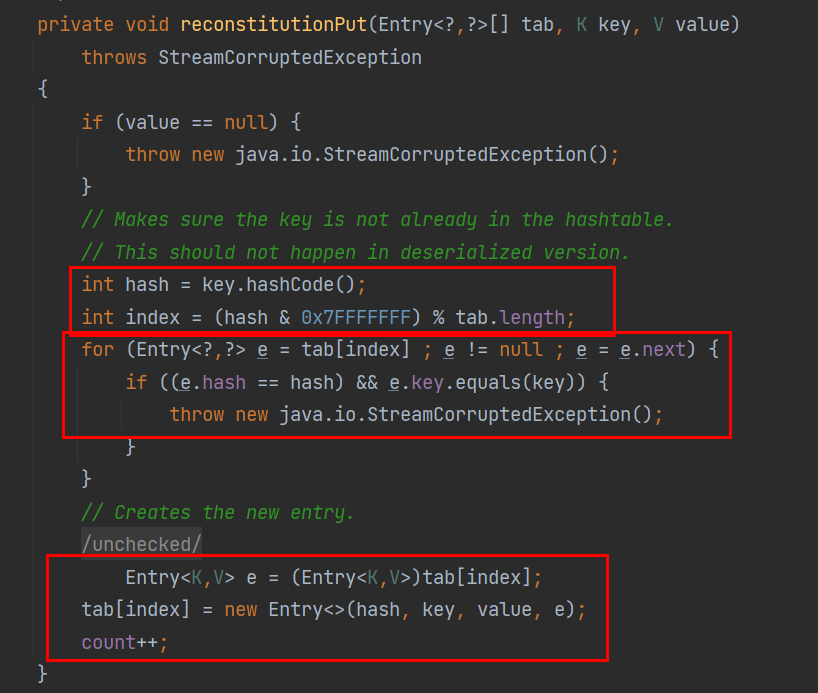 private void reconstitutionPut(Entry<?,?>[] tab, K key, V value)
    throws StreamCorruptedException
{
    if (value == null) {
        throw new java.io.StreamCorruptedException();
    }
    // Makes sure the key is not already in the hashtable.
    // This should not happen in deserialized version.
    int hash = key.hashCode();
    int index = (hash & 0x7FFFFFFF) % tab.length;
    for (Entry<?,?> e = tab[index] ; e != null ; e = e.next) {
        if ((e.hash == hash) && e.key.equals(key)) {
            throw new java.io.StreamCorruptedException();
        }
    }
    // Creates the new entry.
    /unchecked/
        Entry<K,V> e = (Entry<K,V>)tab[index];
    tab[index] = new Entry<>(hash, key, value, e);
    count++;
}